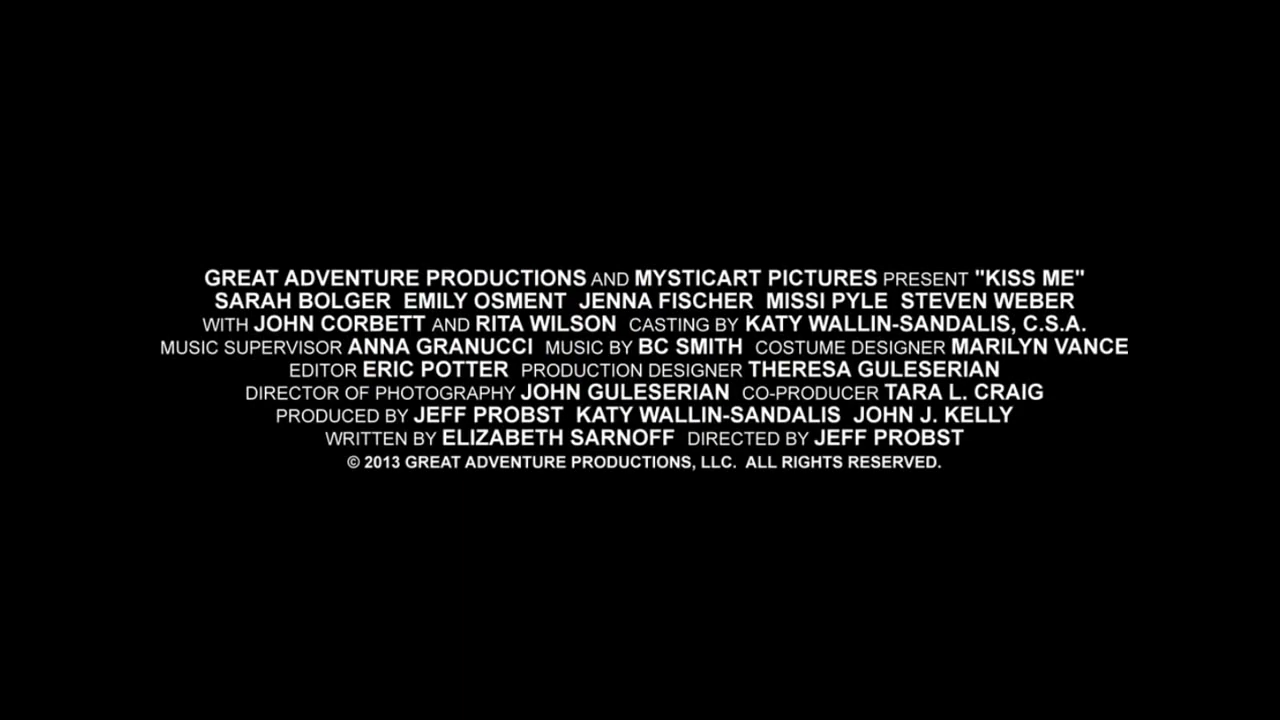 GREAT ADVENTURE PRODUCTIONS AND MYSTICART PICTURES PRESENT "KISS ME"
SARAH BOLGER EMILY OSMENT JENNA FISCHER MISSI PYLE STEVEN WEBER
WITH JOHN CORBETT AND RITA WILSON CASTING BY KATY WALLIN-SANDALIS, C.S.A.
MUSIC SUPERVISOR ANNA GRANUCCI MUSIC BY BC SMITH COSTUME DESIGNER MARILYN VANCE
EDITOR ERIC POTTER PRODUCTION DESIGNER THERESA GULESERIAN
DIRECTOR OF PHOTOGRAPHY JOHN GULESERIAN CO-PRODUCER TARA L. CRAIG
PRODUCED BY JEFF PROBST KATY WALLIN-SANDALIS JOHN J. KELLY
WRITTEN BY ELIZABETH SARNOFF DIRECTED BY JEFF PROBST
© 2013 GREAT ADVENTURE PRODUCTIONS, LLC. ALL RIGHTS RESERVED.